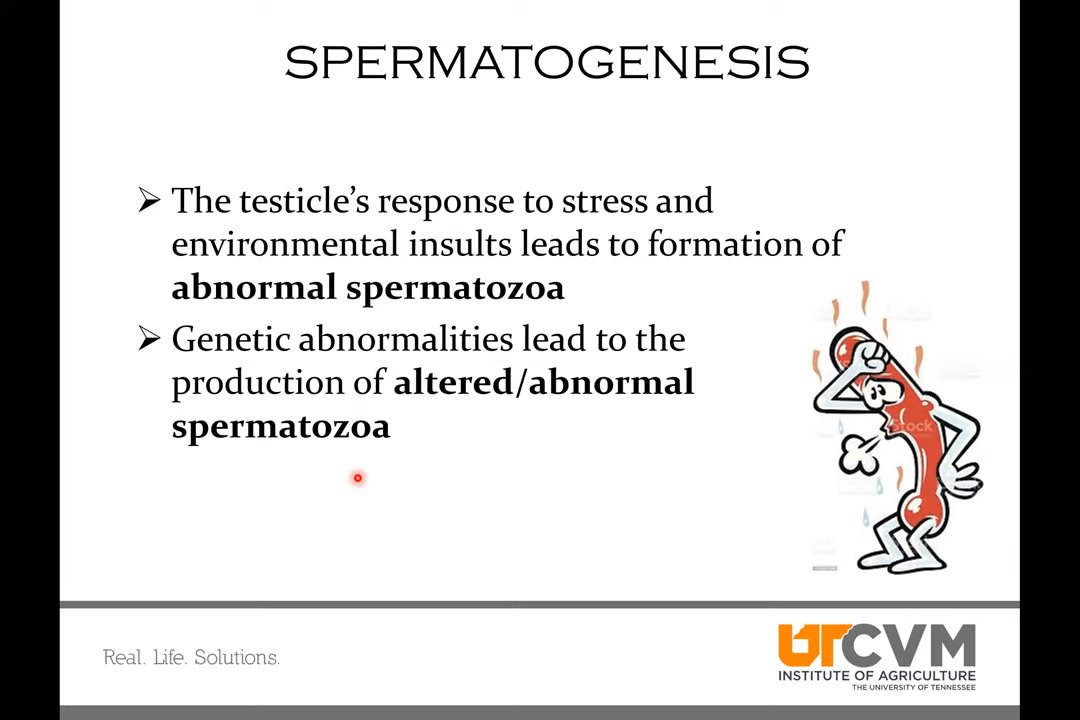 SPERMATOGENESIS
➢ The testicle’s response to stress and
environmental insults leads to formation of
abnormal spermatozoa
➢ Genetic abnormalities lead to the
production of altered/abnormal
spermatozoa
Real. Life. Solutions.
UTCVM
INSTITUTE OF AGRICULTURE
THE UNIVERSITY OF TENNESSEE